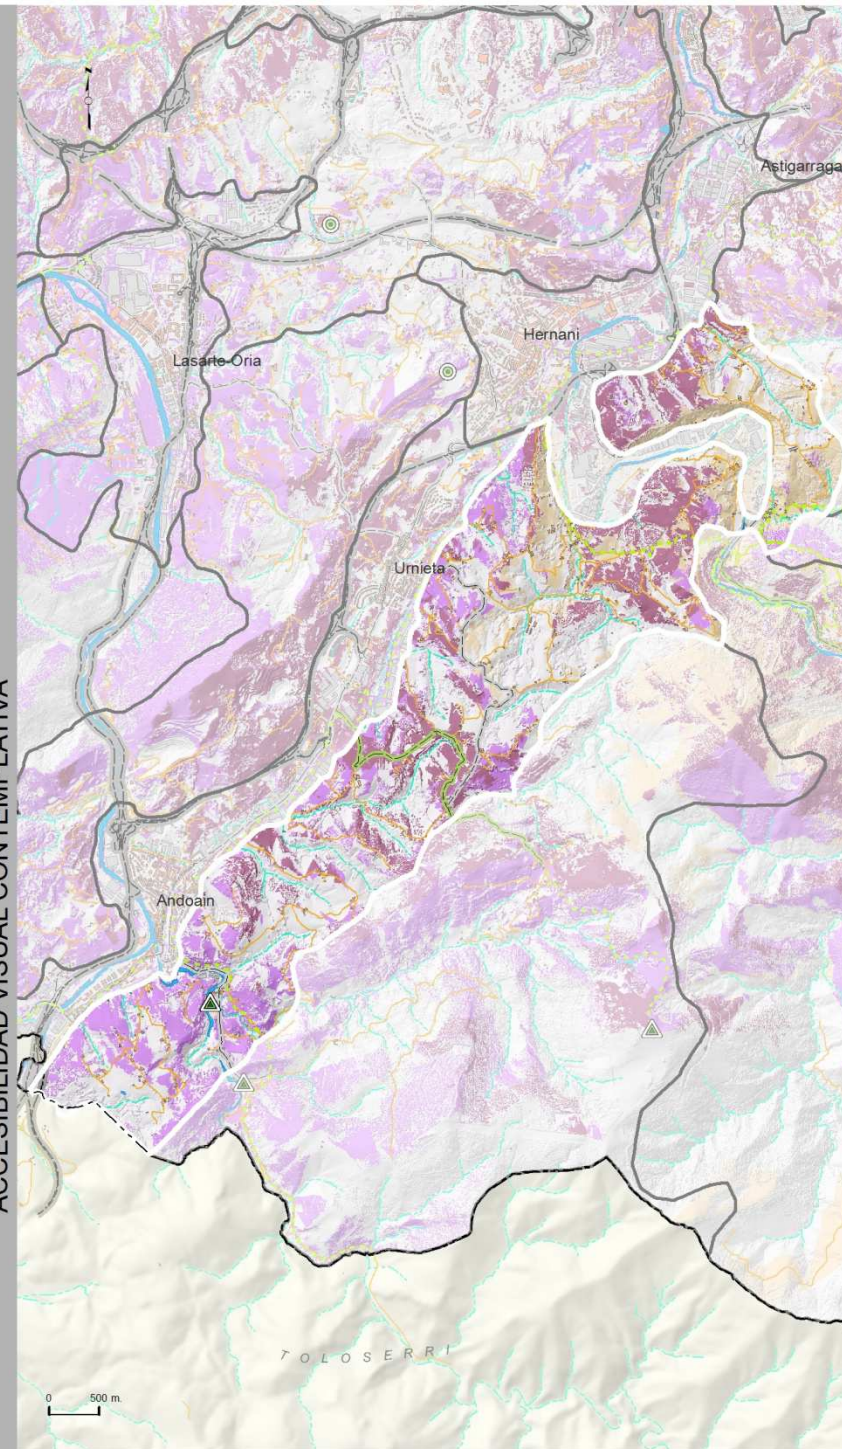 ACCESIBILIDAD VISUAL CONTEMPLATIVA
Astigarraga
Hernani
Lasarte-Oria
Urnieta
Andoain
TOLOSERRI
0 500 m.